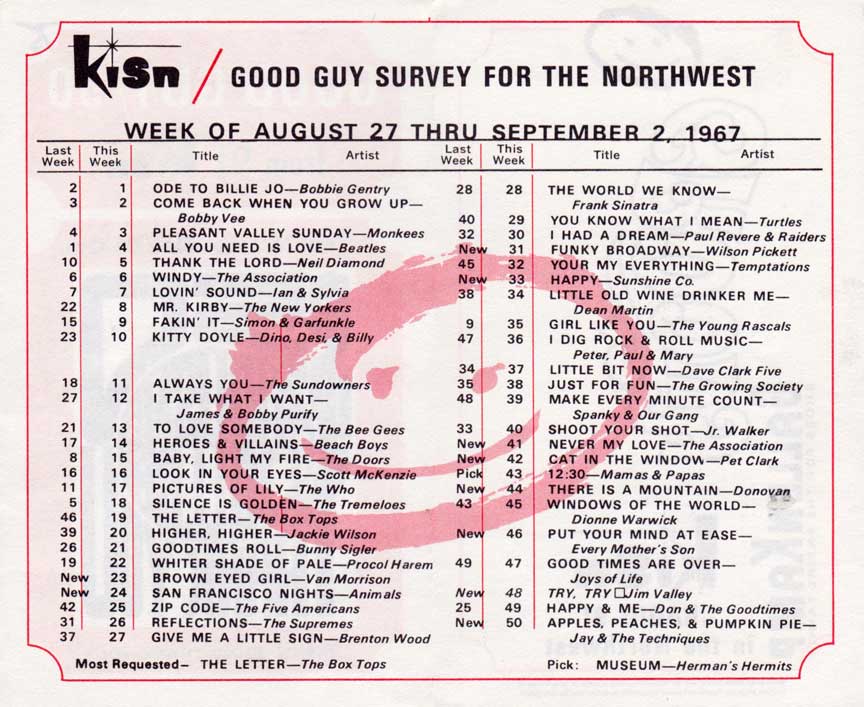 KiSn / GOOD GUY SURVEY FOR THE NORTHWEST
WEEK OF AUGUST 27 THRU SEPTEMBER 2, 1967
Last Week This Week Title Artist
2 1 ODE TO BILLIE JO—Bobbie Gentry
3 2 COME BACK WHEN YOU GROW UP—
Bobby Vee
4 3 PLEASANT VALLEY SUNDAY—Monkees
1 4 ALL YOU NEED IS LOVE—Beatles
10 5 THANK THE LORD—Neil Diamond
6 6 WINDY—The Association
7 7 LOVIN' SOUND—Ian & Sylvia
22 8 MR. KIRBY—The New Yorkers
15 9 FAKIN' IT—Simon & Garfunkle
23 10 KITTY DOYLE—Dino, Desi, & Billy
18 11 ALWAYS YOU—The Sundowners
27 12 I TAKE WHAT I WANT—
James & Bobby Purify
21 13 TO LOVE SOMEBODY—The Bee Gees
17 14 HEROES & VILLAINS—Beach Boys
8 15 BABY, LIGHT MY FIRE—The Doors
16 16 LOOK IN YOUR EYES—Scott McKenzie
11 17 PICTURES OF LILY—The Who
5 18 SILENCE IS GOLDEN—The Tremeloes
46 19 THE LETTER—The Box Tops
39 20 HIGHER, HIGHER—Jackie Wilson
26 21 GOODTIMES ROLL—Bunny Sigler
19 22 WHITER SHADE OF PALE—Procol Harem
New 23 BROWN EYED GIRL—Van Morrison
New 24 SAN FRANCISCO NIGHTS—Animals
42 25 ZIP CODE—The Five Americans
31 26 REFLECTIONS—The Supremes
37 27 GIVE ME A LITTLE SIGN—Brenton Wood
Most Requested– THE LETTER—The Box Tops
Last Week This Week Title Artist
28 28 THE WORLD WE KNOW—
Frank Sinatra
40 29 YOU KNOW WHAT I MEAN—Turtles
32 30 I HAD A DREAM—Paul Revere & Raiders
New 31 FUNKY BROADWAY—Wilson Pickett
45 32 YOUR MY EVERYTHING—Temptations
New 33 HAPPY—Sunshine Co.
38 34 LITTLE OLD WINE DRINKER ME—
Dean Martin
9 35 GIRL LIKE YOU—The Young Rascals
47 36 I DIG ROCK & ROLL MUSIC—
Peter, Paul & Mary
34 37 LITTLE BIT NOW—Dave Clark Five
35 38 JUST FOR FUN—The Growing Society
48 39 MAKE EVERY MINUTE COUNT—
Spanky & Our Gang
33 40 SHOOT YOUR SHOT—Jr. Walker
New 41 NEVER MY LOVE—The Association
New 42 CAT IN THE WINDOW—Pet Clark
Pick 43 12:30—Mamas & Papas
New 44 THERE IS A MOUNTAIN—Donovan
43 45 WINDOWS OF THE WORLD—
Dionne Warwick
New 46 PUT YOUR MIND AT EASE—
Every Mother's Son
49 47 GOOD TIMES ARE OVER—
Joys of Life
New 48 TRY, TRY □Jim Valley
25 49 HAPPY & ME—Don & The Goodtimes
New 50 APPLES, PEACHES, & PUMPKIN PIE—
Jay & The Techniques
Pick: MUSEUM—Herman's Hermits